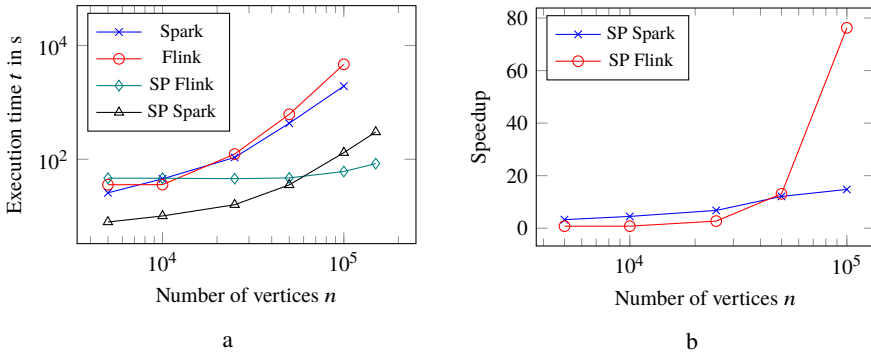 Execution time t in s
10^4
10^2
Spark
Flink
SP Flink
SP Spark
10^4
10^5
Number of vertices n
a
Speedup
80
60
40
20
0
SP Spark
SP Flink
10^4
10^5
Number of vertices n
b